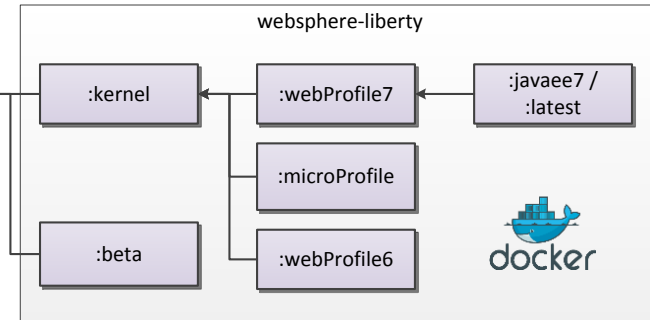 websphere-liberty
:kernel
:webProfile7
:javaee7 /
:latest
:microProfile
:beta
:webProfile6
docker